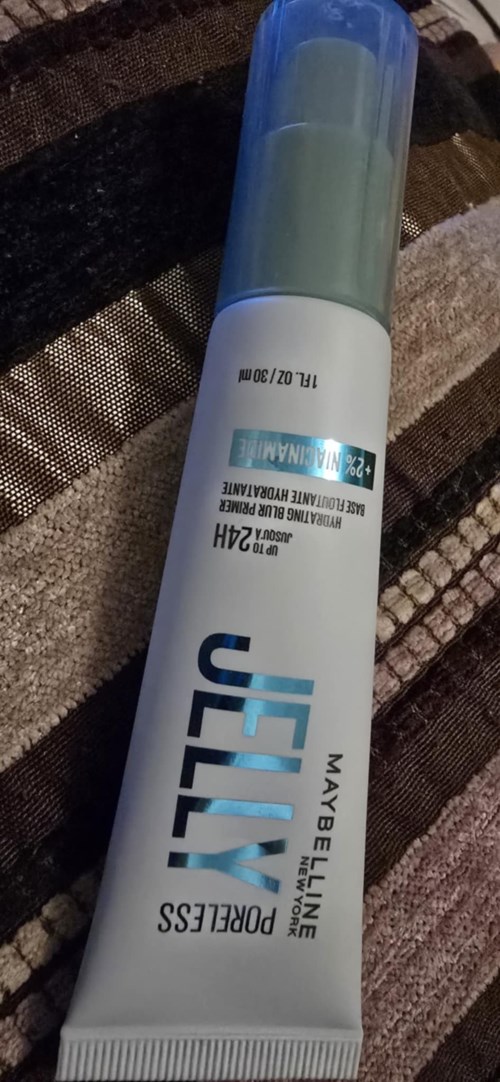 MAYBELLINE
NEW YORK
PORELESS
JELLY
UP TO
JUSQU'À
24H
HYDRATING BLUR PRIMER
BASE FLOUTANTE HYDRATANTE
+2% NIACINAMIDE
1 FL. OZ / 30 ml